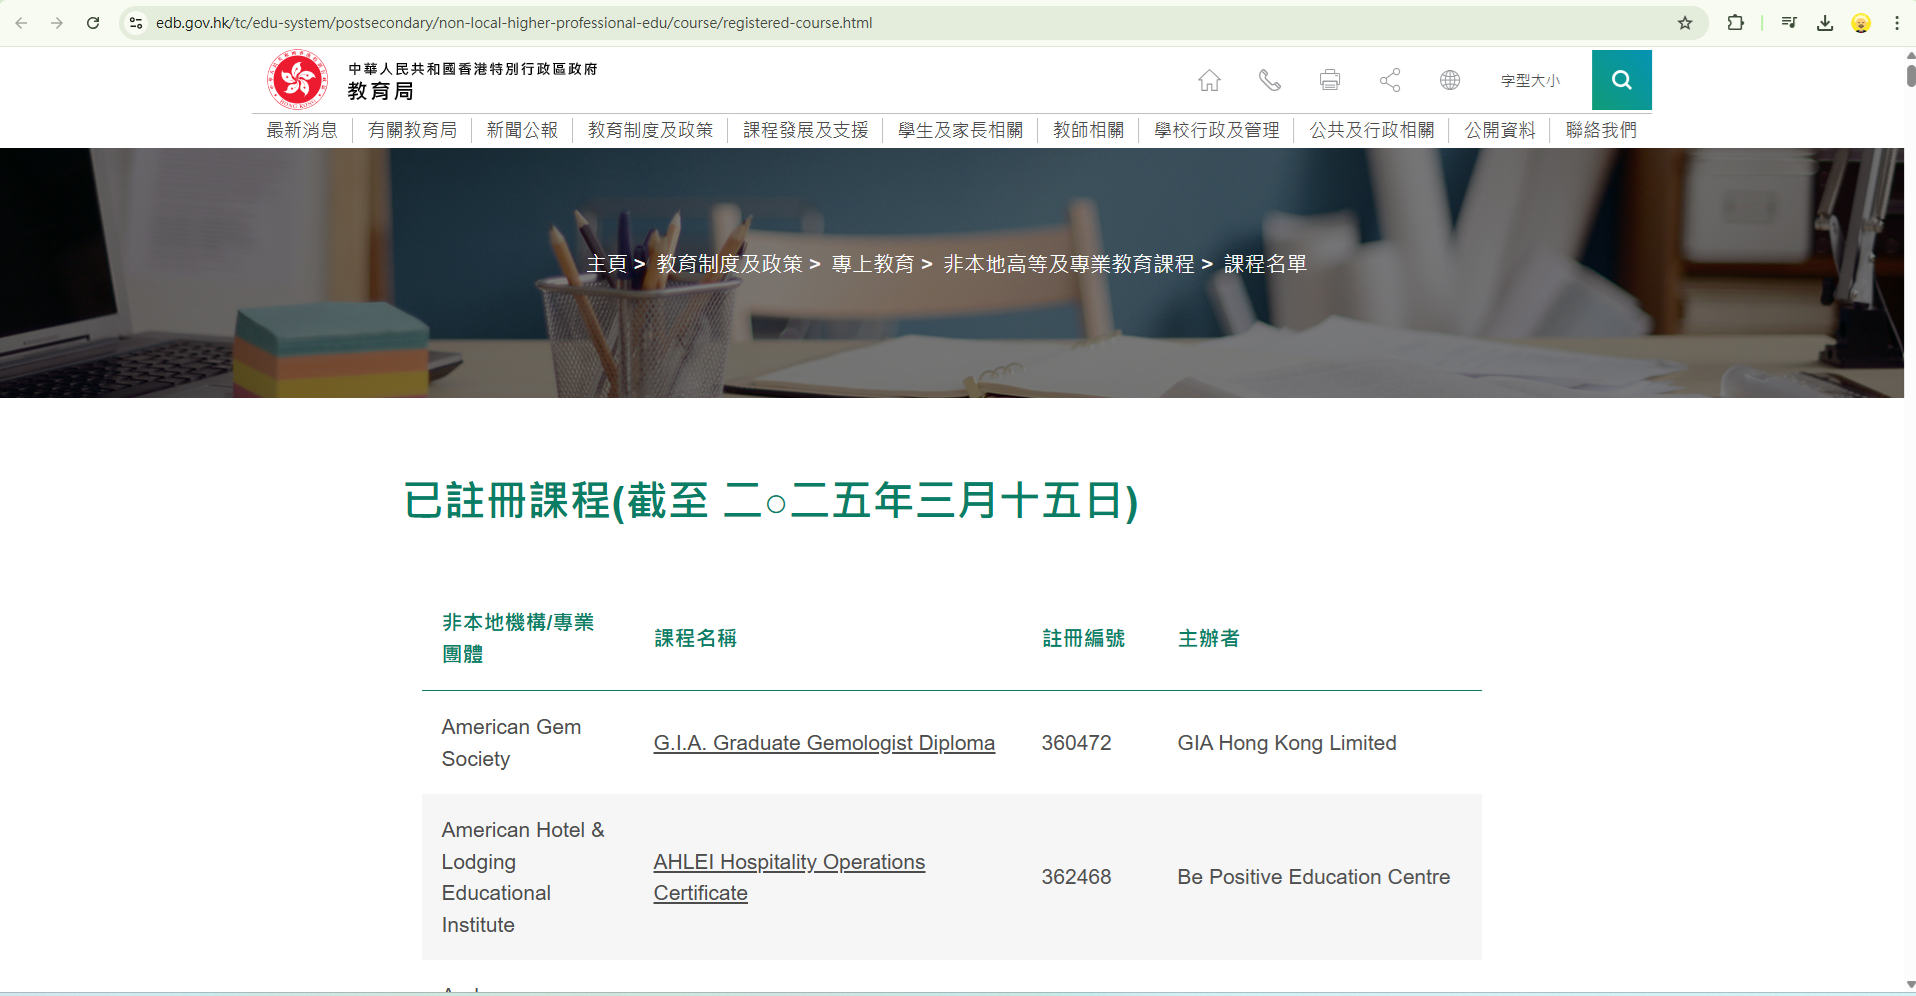 edb.gov.hk/tc/edu-system/postsecondary/non-local-higher-professional-edu/course/registered-course.html
中華人民共和國香港特別行政區政府
教育局
字型大小
最新消息 有關教育局 新聞公報 教育制度及政策 課程發展及支援 學生及家長相關 教師相關 學校行政及管理 公共及行政相關 公開資料 聯絡我們
主頁 > 教育制度及政策 > 專上教育 > 非本地高等及專業教育課程 > 課程名單
已註冊課程(截至 二○二五年三月十五日)
非本地機構/專業
團體
課程名稱
註冊編號
主辦者
American Gem
Society
G.I.A. Graduate Gemologist Diploma
360472
GIA Hong Kong Limited
American Hotel &
Lodging
Educational
Institute
AHLEI Hospitality Operations
Certificate
362468
Be Positive Education Centre